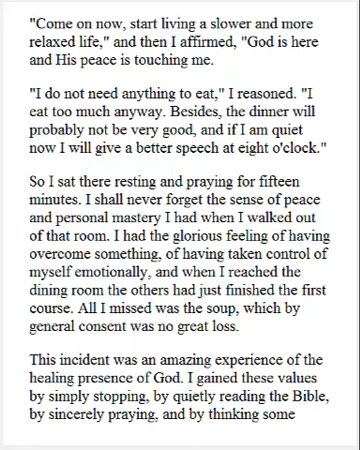 "Come on now, start living a slower and more
relaxed life," and then I affirmed, "God is here
and His peace is touching me.
"I do not need anything to eat," I reasoned. "I
eat too much anyway. Besides, the dinner will
probably not be very good, and if I am quiet
now I will give a better speech at eight o'clock."
So I sat there resting and praying for fifteen
minutes. I shall never forget the sense of peace
and personal mastery I had when I walked out
of that room. I had the glorious feeling of having
overcome something, of having taken control of
myself emotionally, and when I reached the
dining room the others had just finished the first
course. All I missed was the soup, which by
general consent was no great loss.
This incident was an amazing experience of the
healing presence of God. I gained these values
by simply stopping, by quietly reading the Bible,
by sincerely praying, and by thinking some